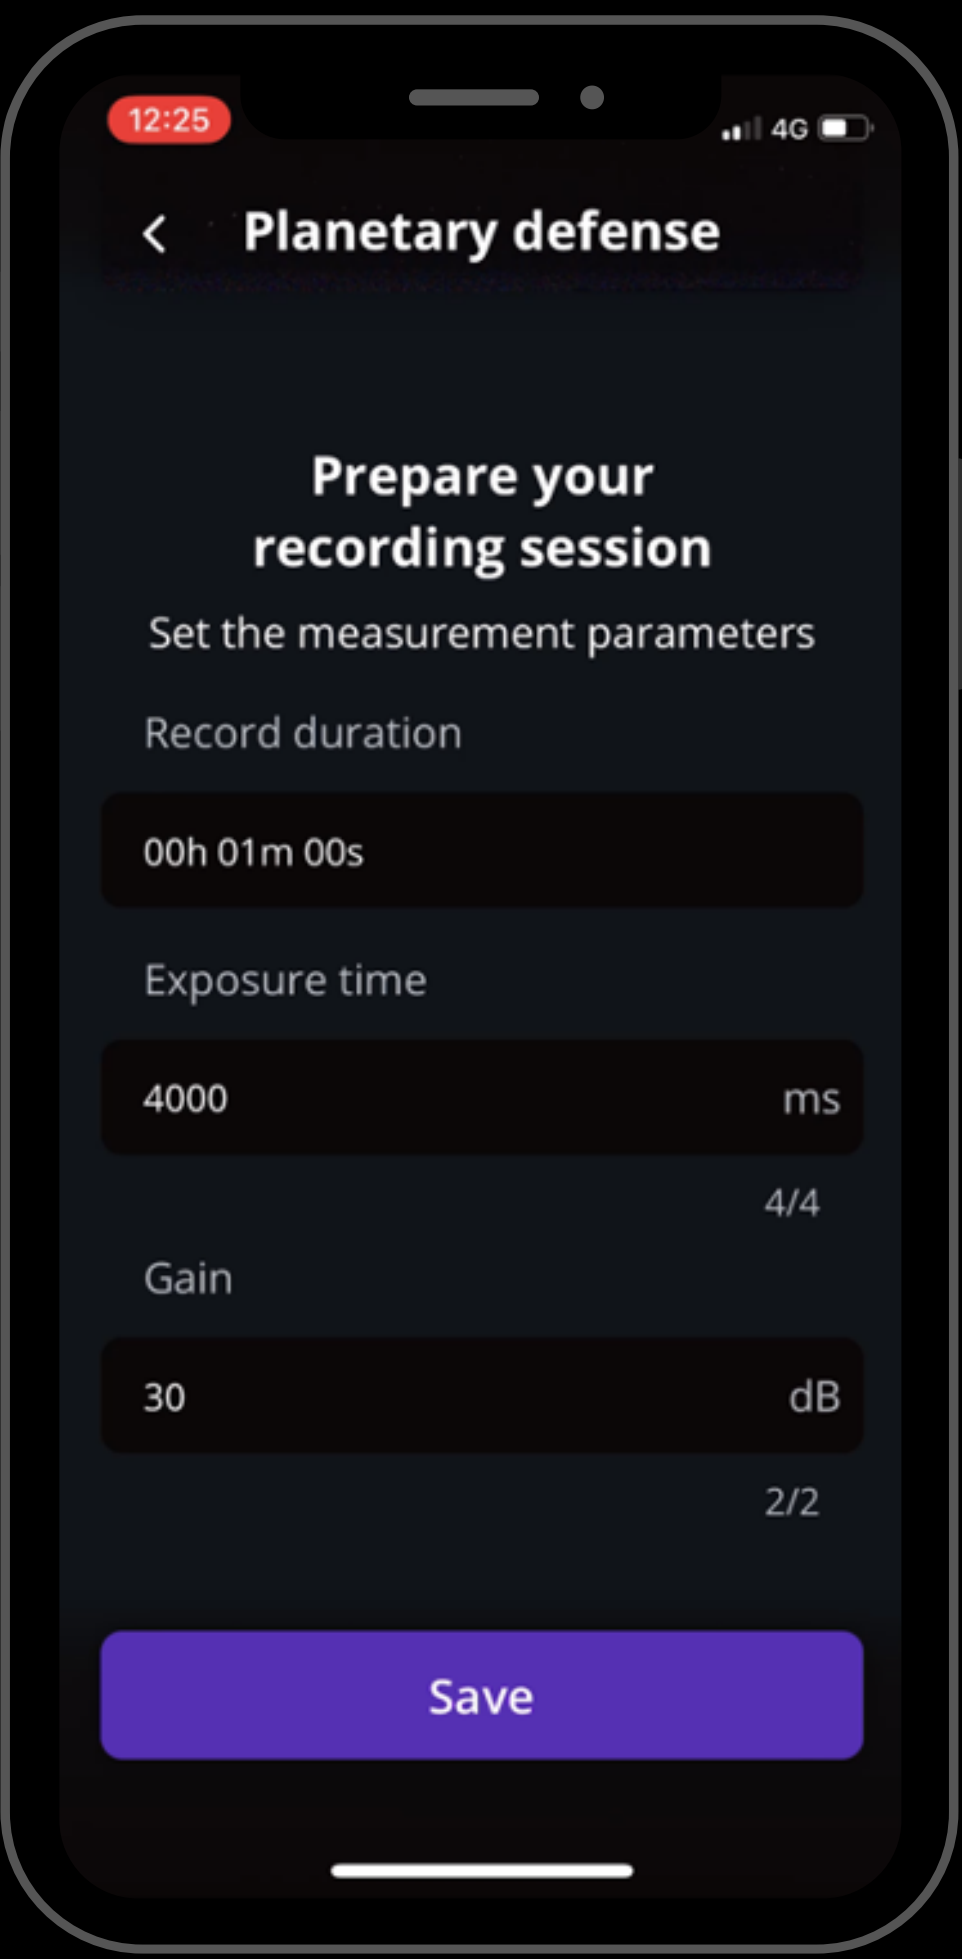 12:25
4G
Planetary defense
Prepare your
recording session
Set the measurement parameters
Record duration
00h 01m 00s
Exposure time
4000 ms
4/4
Gain
30 dB
2/2
Save